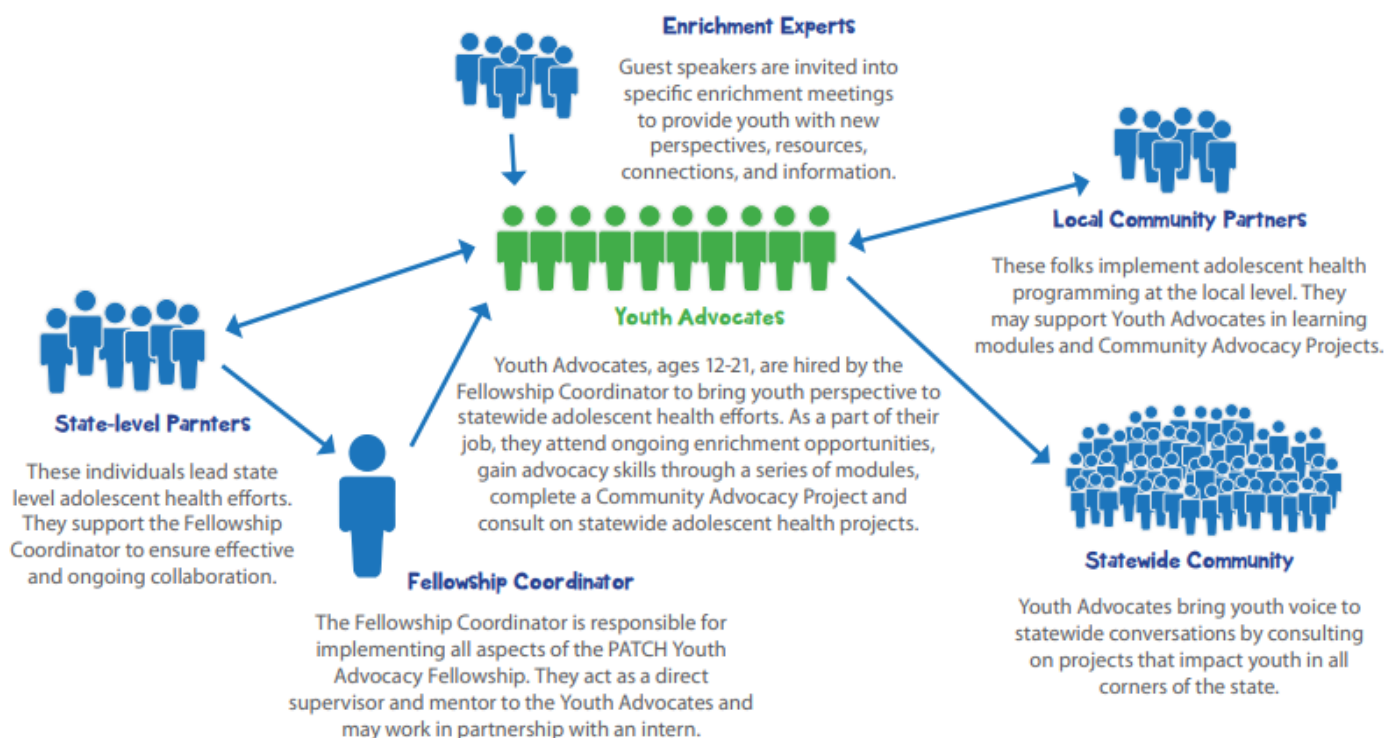 Enrichment Experts
Guest speakers are invited into
specific enrichment meetings
to provide youth with new
perspectives, resources,
connections, and information.
Local Community Partners
These folks implement adolescent health
programming at the local level. They
may support Youth Advocates in learning
modules and Community Advocacy Projects.
Youth Advocates
Youth Advocates, ages 12-21, are hired by the
Fellowship Coordinator to bring youth perspective to
statewide adolescent health efforts. As a part of their
job, they attend ongoing enrichment opportunities,
gain advocacy skills through a series of modules,
complete a Community Advocacy Project and
consult on statewide adolescent health projects.
State-level Parnters
These individuals lead state
level adolescent health efforts.
They support the Fellowship
Coordinator to ensure effective
and ongoing collaboration.
Fellowship Coordinator
The Fellowship Coordinator is responsible for
implementing all aspects of the PATCH Youth
Advocacy Fellowship. They act as a direct
supervisor and mentor to the Youth Advocates and
may work in partnership with an intern.
Statewide Community
Youth Advocates bring youth voice to
statewide conversations by consulting
on projects that impact youth in all
corners of the state.